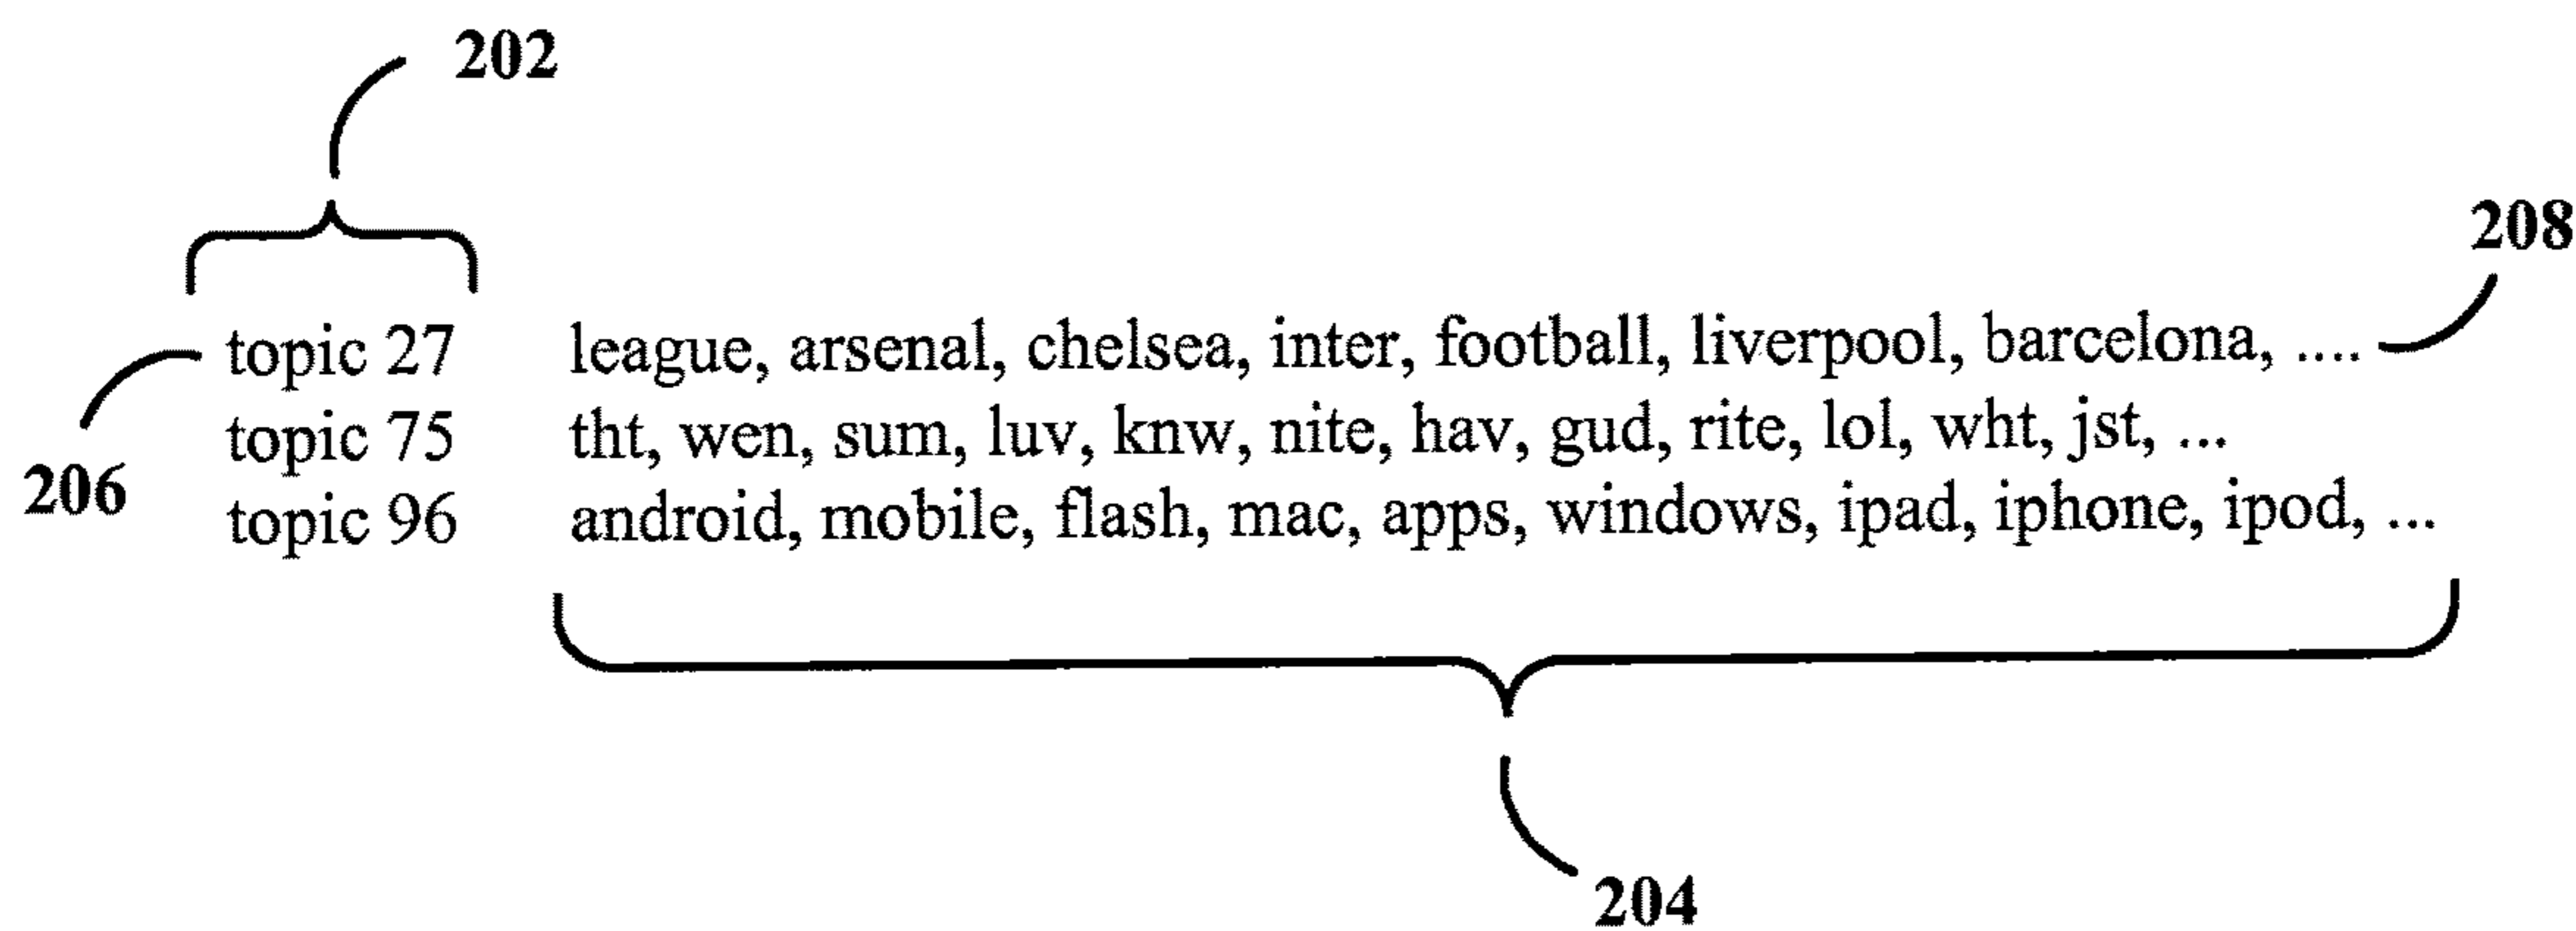 202
208
topic 27 league, arsenal, chelsea, inter, football, liverpool, barcelona, ....
topic 75 tht, wen, sum, luv, knw, nite, hav, gud, rite, lol, wht, jst, ...
206
topic 96 android, mobile, flash, mac, apps, windows, ipad, iphone, ipod, ...
204